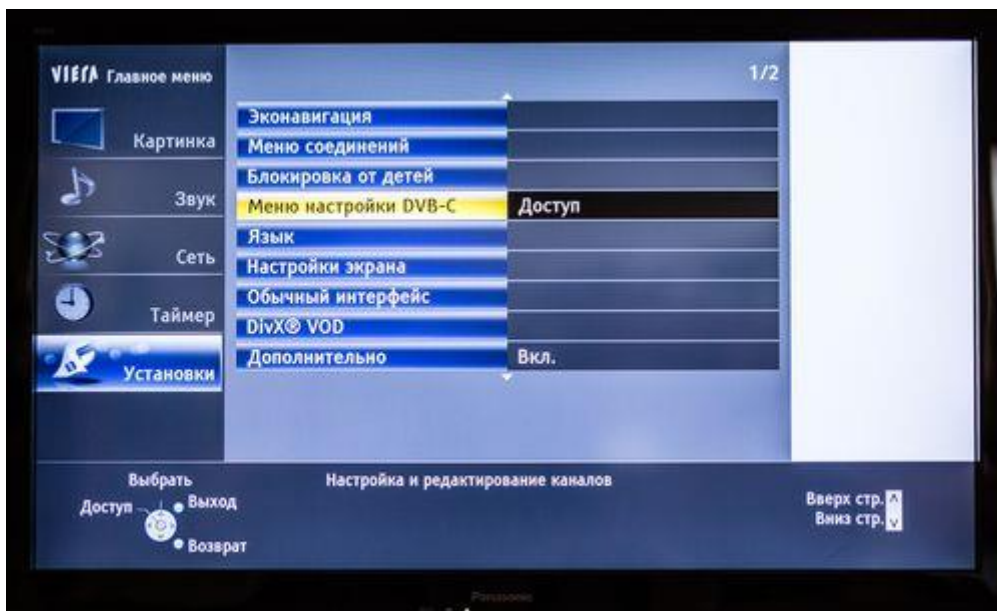 VIERA Главное меню
1/2
Картинка
Звук
Сеть
Таймер
Установки
Эконавигация
Меню соединений
Блокировка от детей
Меню настройки DVB-C Доступ
Язык
Настройки экрана
Обычный интерфейс
DivX® VOD
Дополнительно Вкл.
Выбрать
Доступ
Выход
Возврат
Настройка и редактирование каналов
Вверх стр.
Вниз стр.
Panasonic